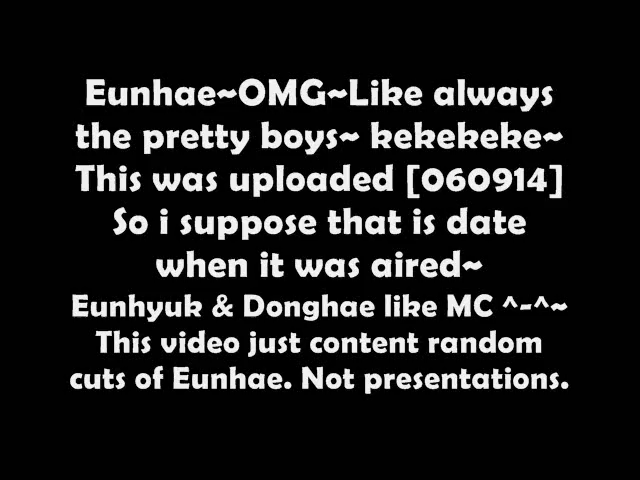 Eunhae~OMG~Like always
the pretty boys~ kekekeke~
This was uploaded [060914]
So i suppose that is date
when it was aired~
Eunhyuk & Donghae like MC ^-^~
This video just content random
cuts of Eunhae. Not presentations.